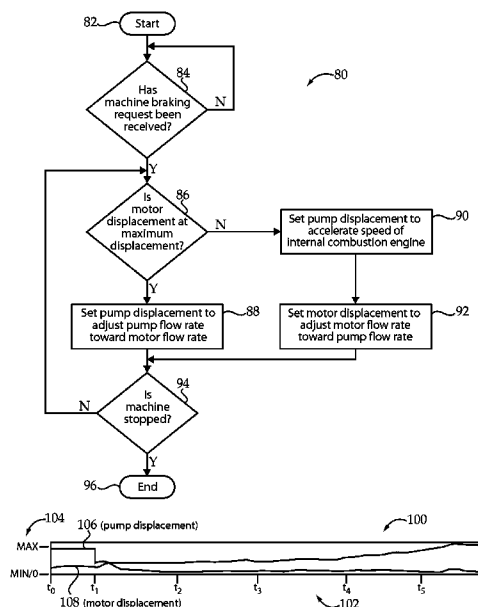 82
Start
84
80
Has
machine braking
request been
received?
N
Y
86
Is
motor
displacement at
maximum
displacement?
N
Y
Set pump displacement to
accelerate speed of
internal combustion engine
90
Set pump displacement to
adjust pump flow rate
toward motor flow rate
88
Set motor displacement to
adjust motor flow rate
toward pump flow rate
92
94
Is
machine
stopped?
N
Y
96
End
104
106 (pump displacement)
100
MAX
MIN/0
t0 t1 t2 t3 t4 t5
108 (motor displacement)
102